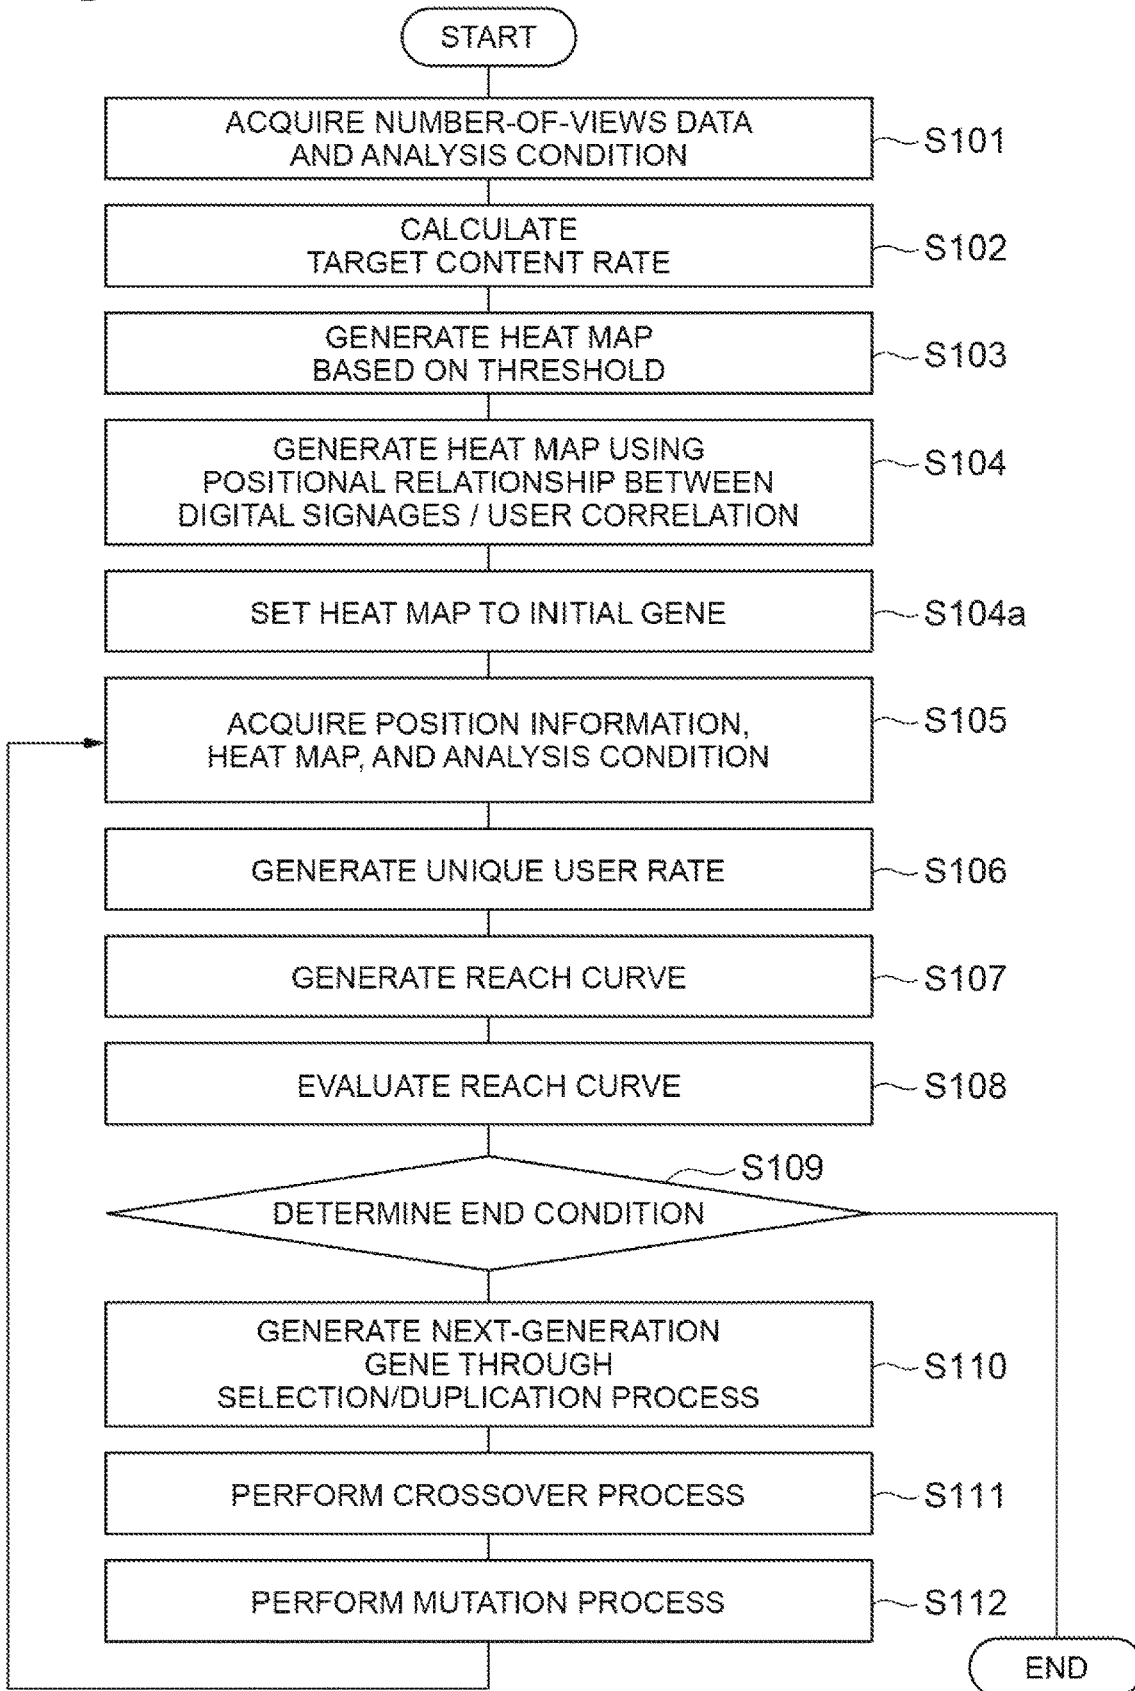 START
ACQUIRE NUMBER-OF-VIEWS DATA
AND ANALYSIS CONDITION
S101
CALCULATE
TARGET CONTENT RATE
S102
GENERATE HEAT MAP
BASED ON THRESHOLD
S103
GENERATE HEAT MAP USING
POSITIONAL RELATIONSHIP BETWEEN
DIGITAL SIGNAGES / USER CORRELATION
S104
SET HEAT MAP TO INITIAL GENE
S104a
ACQUIRE POSITION INFORMATION,
HEAT MAP, AND ANALYSIS CONDITION
S105
GENERATE UNIQUE USER RATE
S106
GENERATE REACH CURVE
S107
EVALUATE REACH CURVE
S108
S109
DETERMINE END CONDITION
GENERATE NEXT-GENERATION
GENE THROUGH
SELECTION/DUPLICATION PROCESS
S110
PERFORM CROSSOVER PROCESS
S111
PERFORM MUTATION PROCESS
S112
END